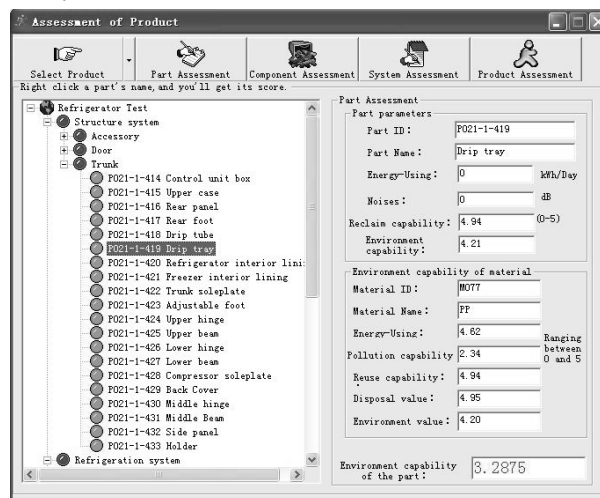 Assessment of Product
Select Product
Part Assessment
Component Assessment
System Assessment
Product Assessment
Right click a part's name, and you'll get its score.
Refrigerator Test
Structure system
Accessory
Door
Trunk
P021-1-414 Control unit box
P021-1-415 Upper case
P021-1-416 Rear panel
P021-1-417 Rear foot
P021-1-418 Drip tube
P021-1-419 Drip tray
P021-1-420 Refrigerator interior lini
P021-1-421 Freezer interior lining
P021-1-422 Trunk soleplate
P021-1-423 Adjustable foot
P021-1-424 Upper hinge
P021-1-425 Upper beam
P021-1-426 Lower hinge
P021-1-427 Lower beam
P021-1-428 Compressor soleplate
P021-1-429 Back Cover
P021-1-430 Middle hinge
P021-1-431 Middle Beam
P021-1-432 Side panel
P021-1-433 Holder
Refrigeration system
Part Assessment
Part parameters
Part ID: P021-1-419
Part Name: Drip tray
Energy-Using: 0 kWh/Day
Noises: 0 dB
Reclaim capability: 4.94 (0-5)
Environment
capability: 4.21
Environment capability of material
Material ID: M077
Material Name: PP
Energy-Using: 4.62
Pollution capability 2.34
Reuse capability: 4.94
Disposal value: 4.95
Environment value: 4.20
Ranging
between
0 and 5
Environment capability
of the part: 3.2875